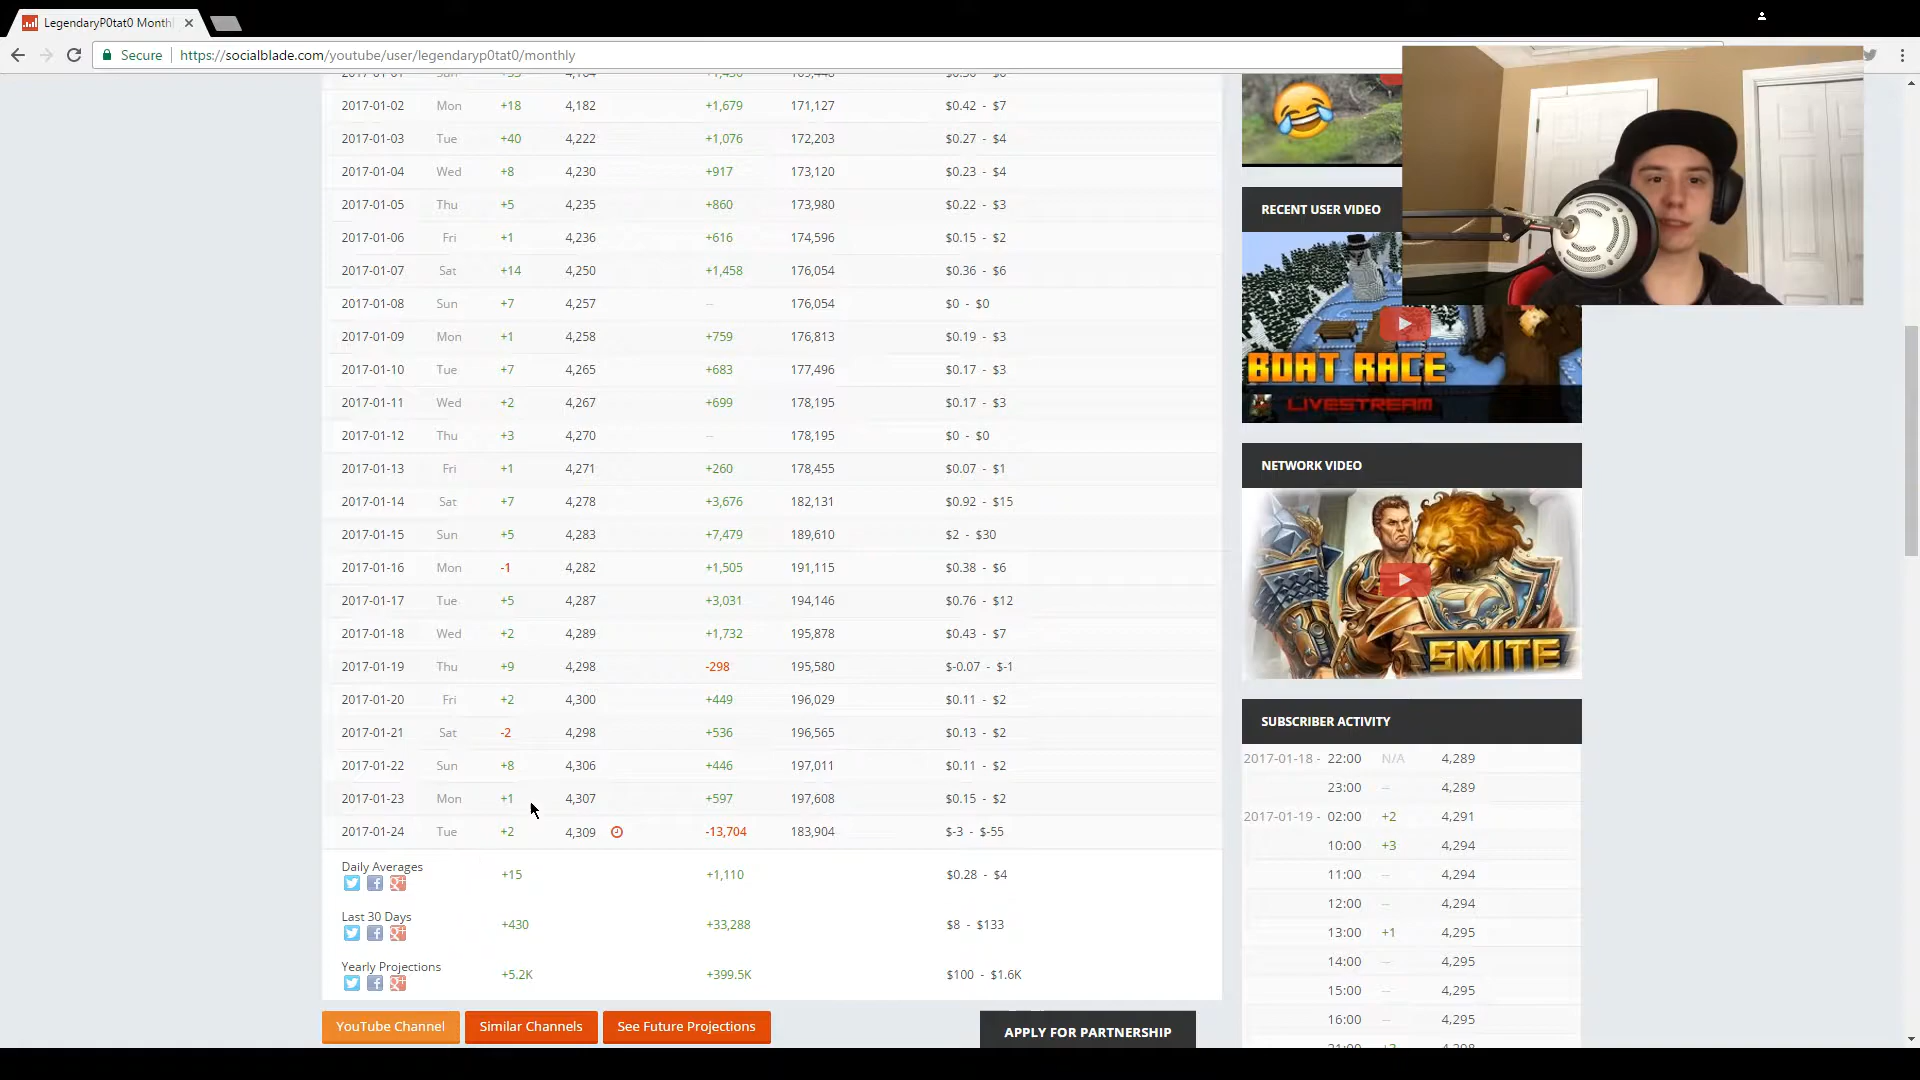 LegendaryP0tat0 Month
Secure https://socialblade.com/youtube/user/legendaryp0tat0/monthly
2017-01-02 Mon +18 4,182 +1,679 171,127 $0.42 - $7
2017-01-03 Tue +40 4,222 +1,076 172,203 $0.27 - $4
2017-01-04 Wed +8 4,230 +917 173,120 $0.23 - $4
2017-01-05 Thu +5 4,235 +860 173,980 $0.22 - $3
2017-01-06 Fri +1 4,236 +616 174,596 $0.15 - $2
2017-01-07 Sat +14 4,250 +1,458 176,054 $0.36 - $6
2017-01-08 Sun +7 4,257 -- 176,054 $0 - $0
2017-01-09 Mon +1 4,258 +759 176,813 $0.19 - $3
2017-01-10 Tue +7 4,265 +683 177,496 $0.17 - $3
2017-01-11 Wed +2 4,267 +699 178,195 $0.17 - $3
2017-01-12 Thu +3 4,270 -- 178,195 $0 - $0
2017-01-13 Fri +1 4,271 +260 178,455 $0.07 - $1
2017-01-14 Sat +7 4,278 +3,676 182,131 $0.92 - $15
2017-01-15 Sun +5 4,283 +7,479 189,610 $2 - $30
2017-01-16 Mon -1 4,282 +1,505 191,115 $0.38 - $6
2017-01-17 Tue +5 4,287 +3,031 194,146 $0.76 - $12
2017-01-18 Wed +2 4,289 +1,732 195,878 $0.43 - $7
2017-01-19 Thu +9 4,298 -298 195,580 $-0.07 - $-1
2017-01-20 Fri +2 4,300 +449 196,029 $0.11 - $2
2017-01-21 Sat -2 4,298 +536 196,565 $0.13 - $2
2017-01-22 Sun +8 4,306 +446 197,011 $0.11 - $2
2017-01-23 Mon +1 4,307 +597 197,608 $0.15 - $2
2017-01-24 Tue +2 4,309 -13,704 183,904 $-3 - $-55
Daily Averages +15 +1,110 $0.28 - $4
Last 30 Days +430 +33,288 $8 - $133
Yearly Projections +5.2K +399.5K $100 - $1.6K
YouTube Channel Similar Channels See Future Projections APPLY FOR PARTNERSHIP
RECENT USER VIDEO
BOAT RACE
LIVESTREAM
NETWORK VIDEO
SMITE
SUBSCRIBER ACTIVITY
2017-01-18 - 22:00 N/A 4,289
23:00 -- 4,289
2017-01-19 - 02:00 +2 4,291
10:00 +3 4,294
11:00 -- 4,294
12:00 -- 4,294
13:00 +1 4,295
14:00 -- 4,295
15:00 -- 4,295
16:00 -- 4,295